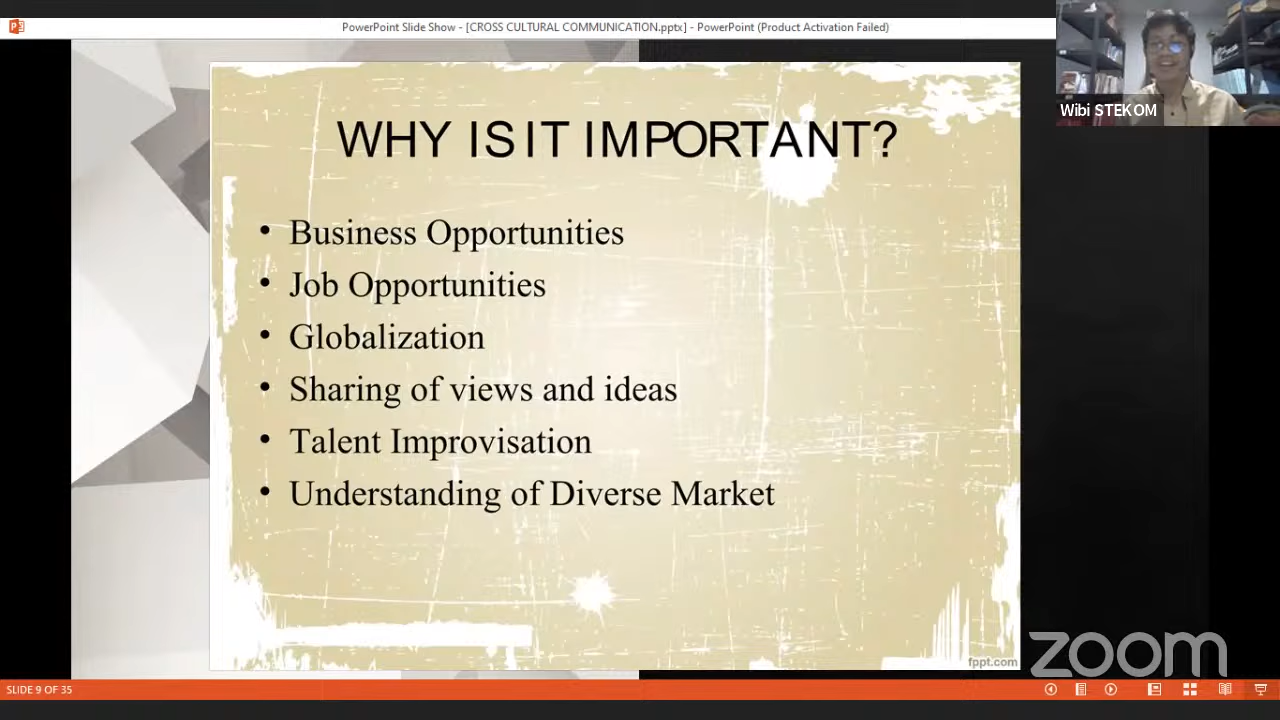 PowerPoint Slide Show - [CROSS CULTURAL COMMUNICATION.pptx] - PowerPoint (Product Activation Failed)
Wibi STEKOM
WHY IS IT IMPORTANT?
• Business Opportunities
• Job Opportunities
• Globalization
• Sharing of views and ideas
• Talent Improvisation
• Understanding of Diverse Market
fppt.com
zoom
SLIDE 9 OF 35